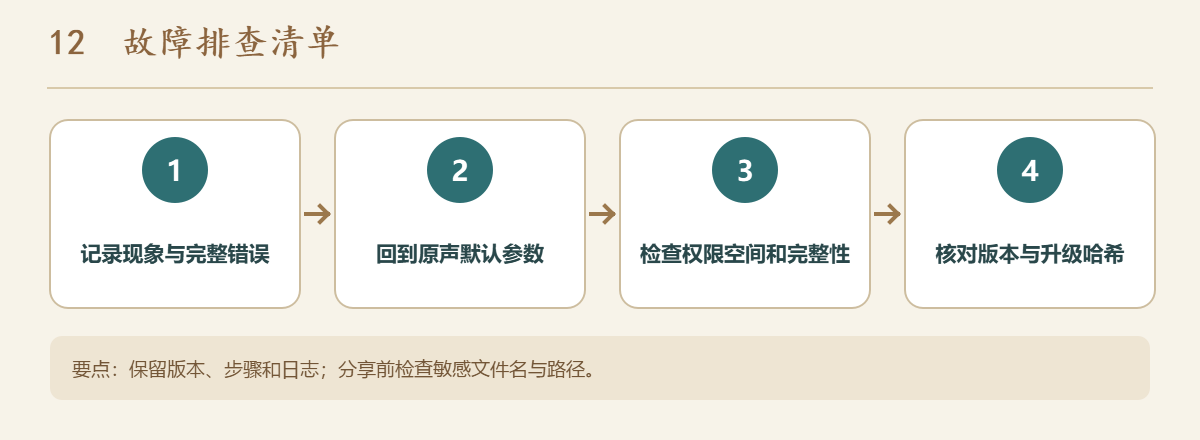 12 故障排查清单
1
记录现象与完整错误
2
回到原声默认参数
3
检查权限空间和完整性
4
核对版本与升级哈希
要点：保留版本、步骤和日志；分享前检查敏感文件名与路径。